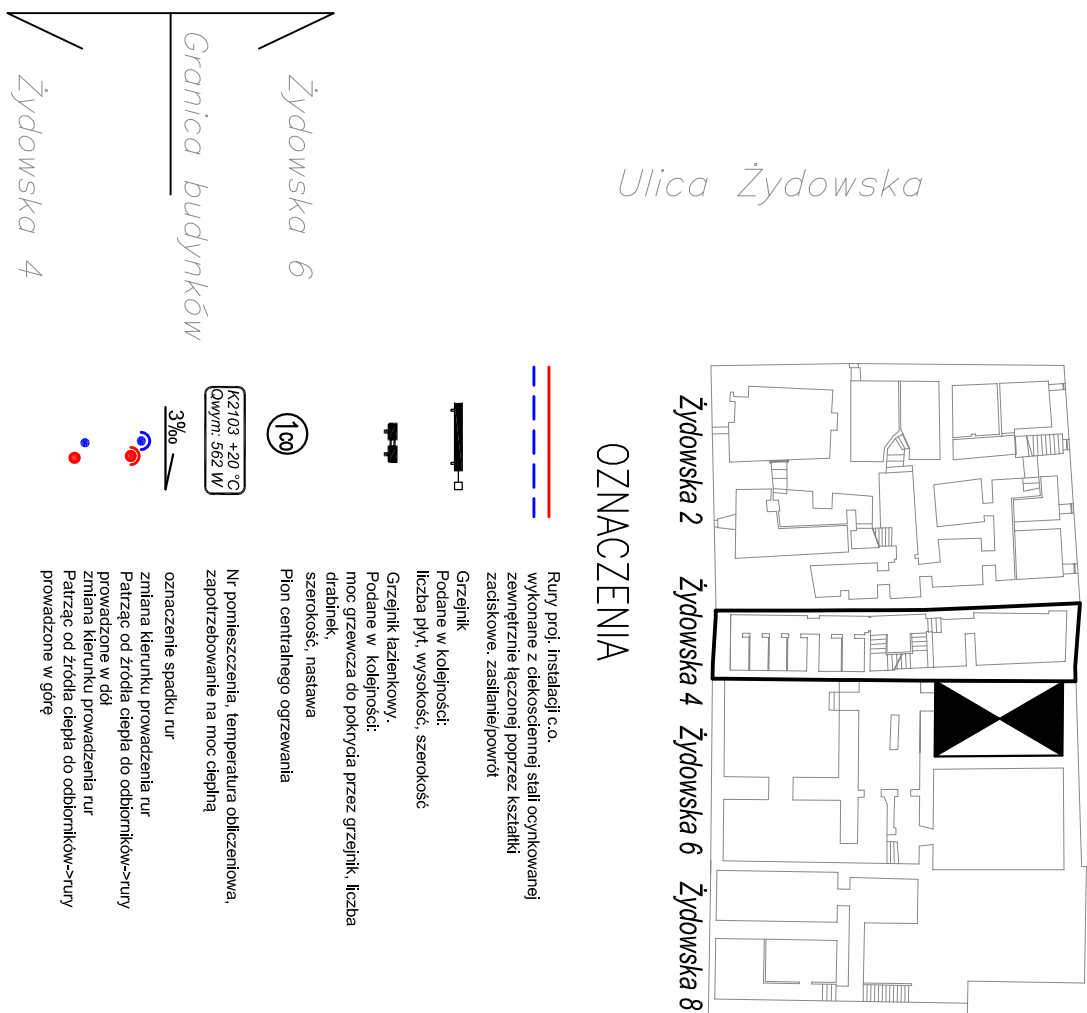 Ulica Żydowska
Żydowska 2
Żydowska 4
Żydowska 6
Żydowska 8
OZNACZENIA
Rury proj. instalacji c.o.
wykonane z ciekosciennej stali ocynkowanej
zewnętrznie łączonej poprzez kształtki
zaciskowe. zasilanie/powrót
Grzejnik
Podane w kolejności:
liczba płyt, wysokość, szerokość
Grzejnik łazienkowy.
Podane w kolejności:
moc grzewcza do pokrycia przez grzejnik, liczba
drabinek,
szerokość, nastawa
1co
Pion centralnego ogrzewania
K2103 +20 °C
Qwym: 562 W
Nr pomieszczenia, temperatura obliczeniowa,
zapotrzebowanie na moc cieplną
3‰
oznaczenie spadku rur
zmiana kierunku prowadzenia rur
Patrząc od źródła ciepła do odbiorników->rury
prowadzone w dół
zmiana kierunku prowadzenia rur
Patrząc od źródła ciepła do odbiorników->rury
prowadzone w górę
Żydowska 6
Granica budynków
Żydowska 4